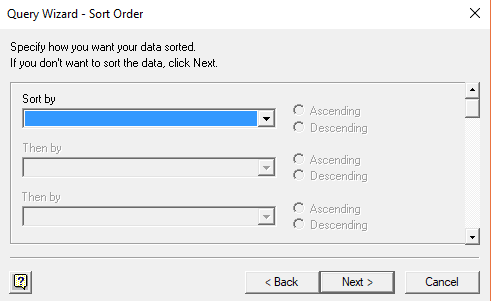 Query Wizard - Sort Order
Specify how you want your data sorted.
If you don't want to sort the data, click Next.
Sort by
Ascending
Descending
Then by
Ascending
Descending
Then by
Ascending
Descending
?
< Back
Next >
Cancel